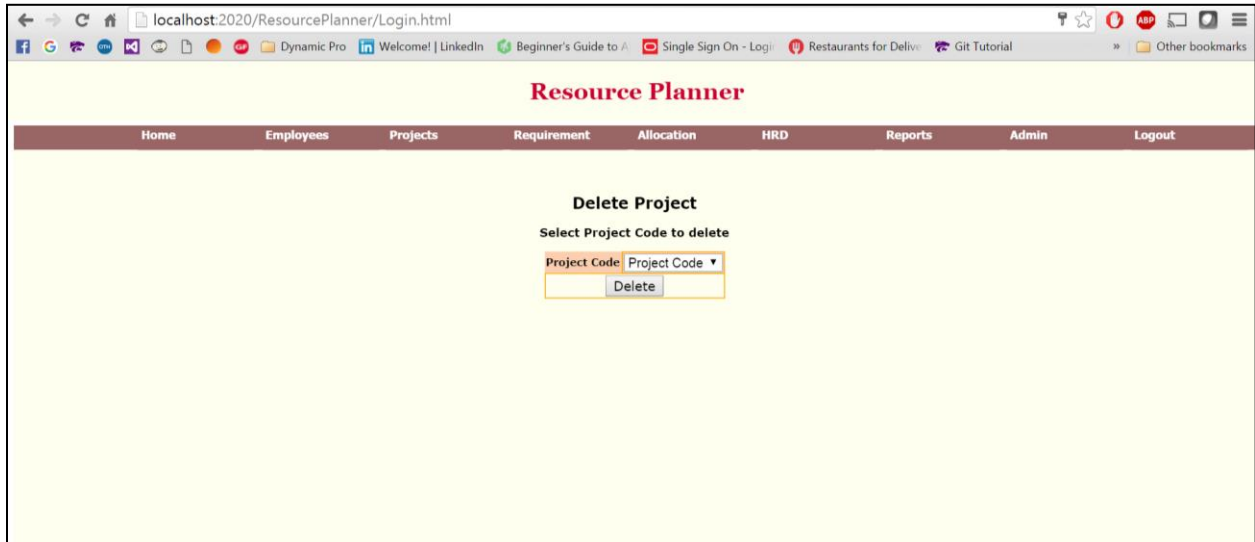 localhost:2020/ResourcePlanner/Login.html
ABP
Dynamic Pro Welcome! | LinkedIn Beginner's Guide to A Single Sign On - Logi Restaurants for Delive Git Tutorial » Other bookmarks
Resource Planner
Home Employees Projects Requirement Allocation HRD Reports Admin Logout
Delete Project
Select Project Code to delete
Project Code Project Code
Delete